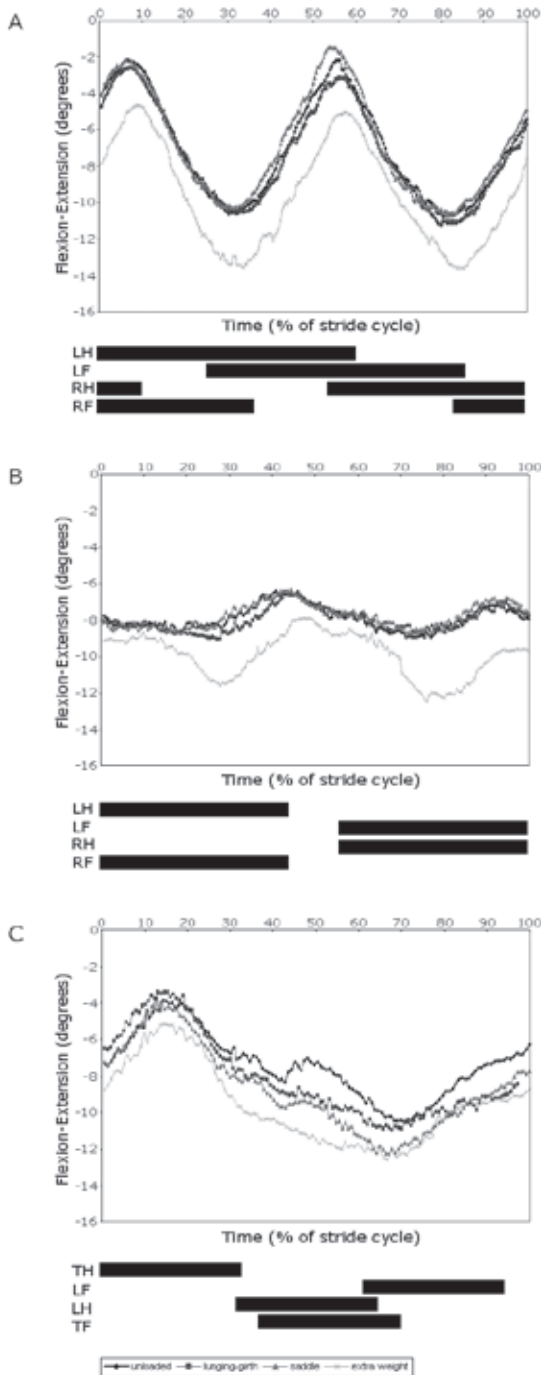 A
0 10 20 30 40 50 60 70 80 90 100
0
-2
-4
-6
-8
-10
-12
-14
-16
Flexion-Extension (degrees)
Time (% of stride cycle)
LH
LF
RH
RF
B
0 10 20 30 40 50 60 70 80 90 100
0
-2
-4
-6
-8
-10
-12
-14
-16
Flexion-Extension (degrees)
Time (% of stride cycle)
LH
LF
RH
RF
C
0 10 20 30 40 50 60 70 80 90 100
0
-2
-4
-6
-8
-10
-12
-14
-16
Flexion-Extension (degrees)
Time (% of stride cycle)
TH
LF
LH
TF
unloaded lunging-girth saddle extra weight